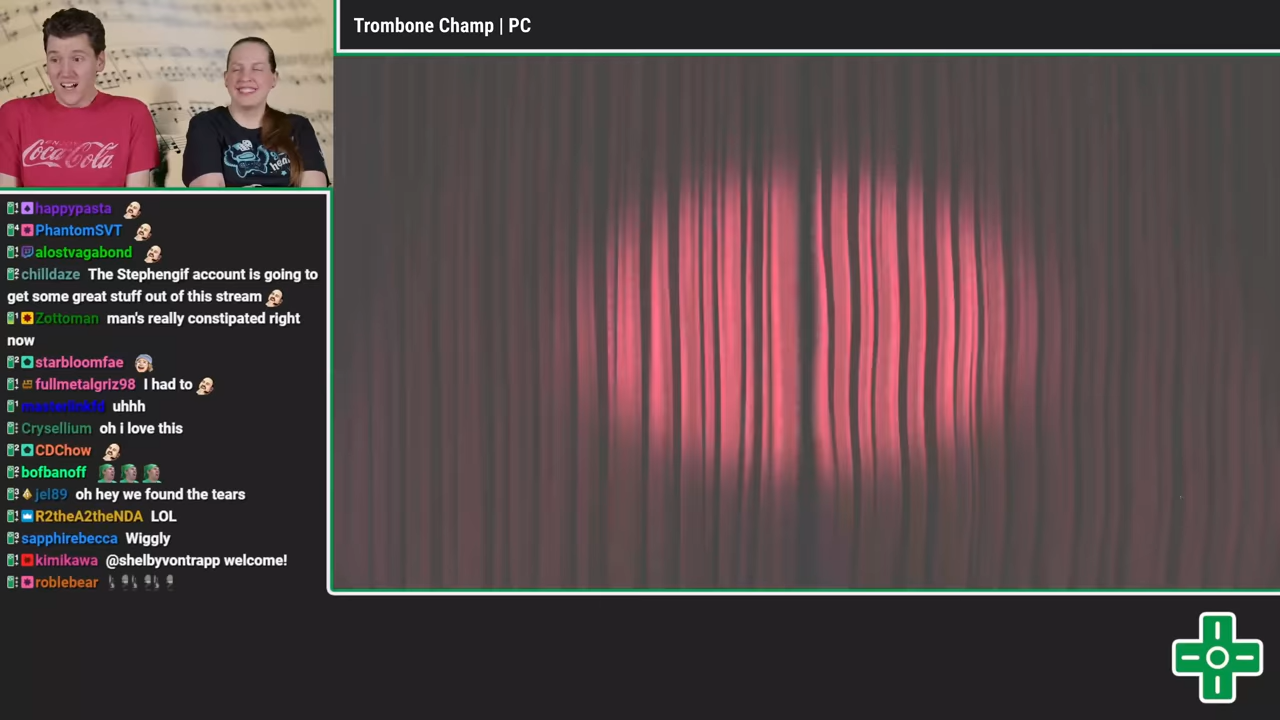 Trombone Champ | PC
ENJOY
Coca-Cola
happypasta
PhantomSVT
alostvagabond
chilldaze The Stephengif account is going to
get some great stuff out of this stream
Zottoman man's really constipated right
now
starbloomfae
fullmetalgriz98 I had to
uhhh
Crysellium oh i love this
CDChow
bofbanoff
jel89 oh hey we found the tears
R2theA2theNDA LOL
sapphirebecca Wiggly
kimikawa @shelbyvontrapp welcome!
roblebear